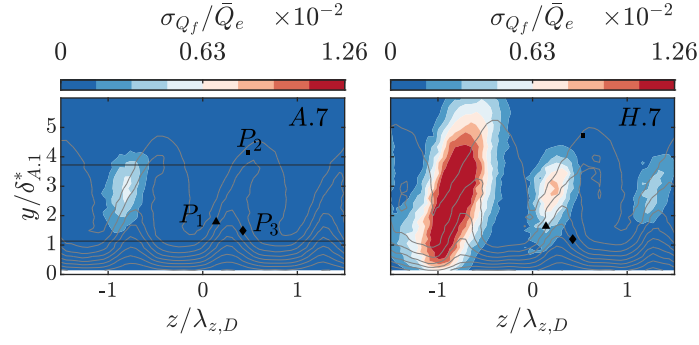 σ_{Q_f}/Q̄_e ×10⁻² σ_{Q_f}/Q̄_e ×10⁻²
0 0.63 1.26 0 0.63 1.26
A.7 H.7
5
4
3
2
1
0
y/δ*_{A.1}
P_2
P_1 P_3
-1 0 1 -1 0 1
z/λ_{z,D} z/λ_{z,D}